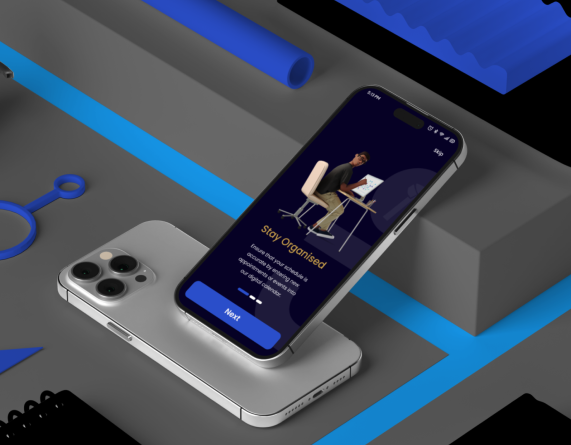 5:13 PM
Skip
Stay Organised
Ensure that your schedule is
accurate by entering new
appointments of events into
our digital calendar.
Next